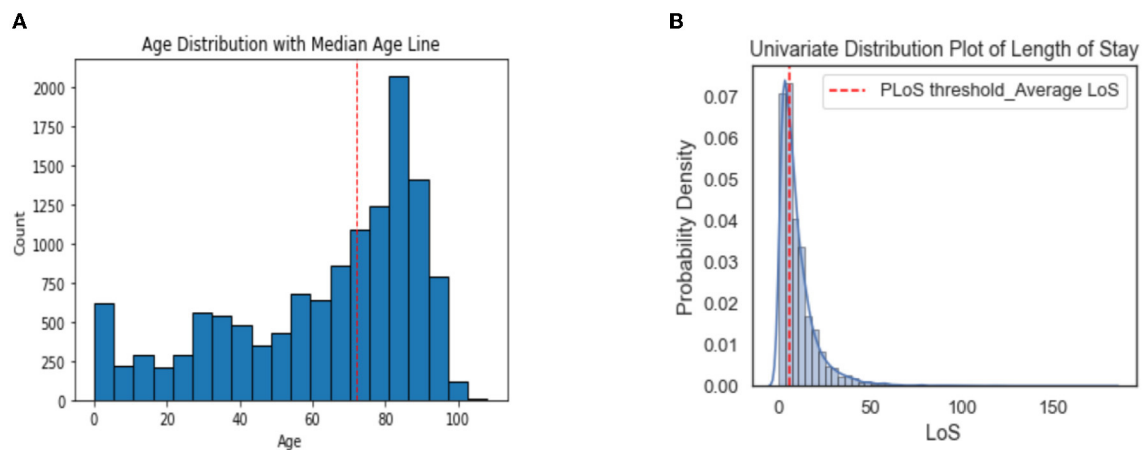 A
Age Distribution with Median Age Line
2000
1750
1500
1250
1000
750
500
250
0
Count
0 20 40 60 80 100
Age
B
Univariate Distribution Plot of Length of Stay
PLoS threshold_Average LoS
0.07
0.06
0.05
0.04
0.03
0.02
0.01
0.00
Probability Density
0 50 100 150
LoS